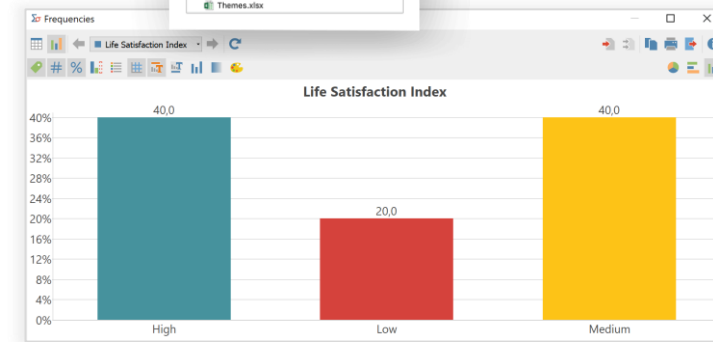 Themes.xlsx
Frequencies
Life Satisfaction Index
Life Satisfaction Index
40,0
20,0
40,0
40%
36%
32%
28%
24%
20%
16%
12%
8%
4%
0%
High
Low
Medium